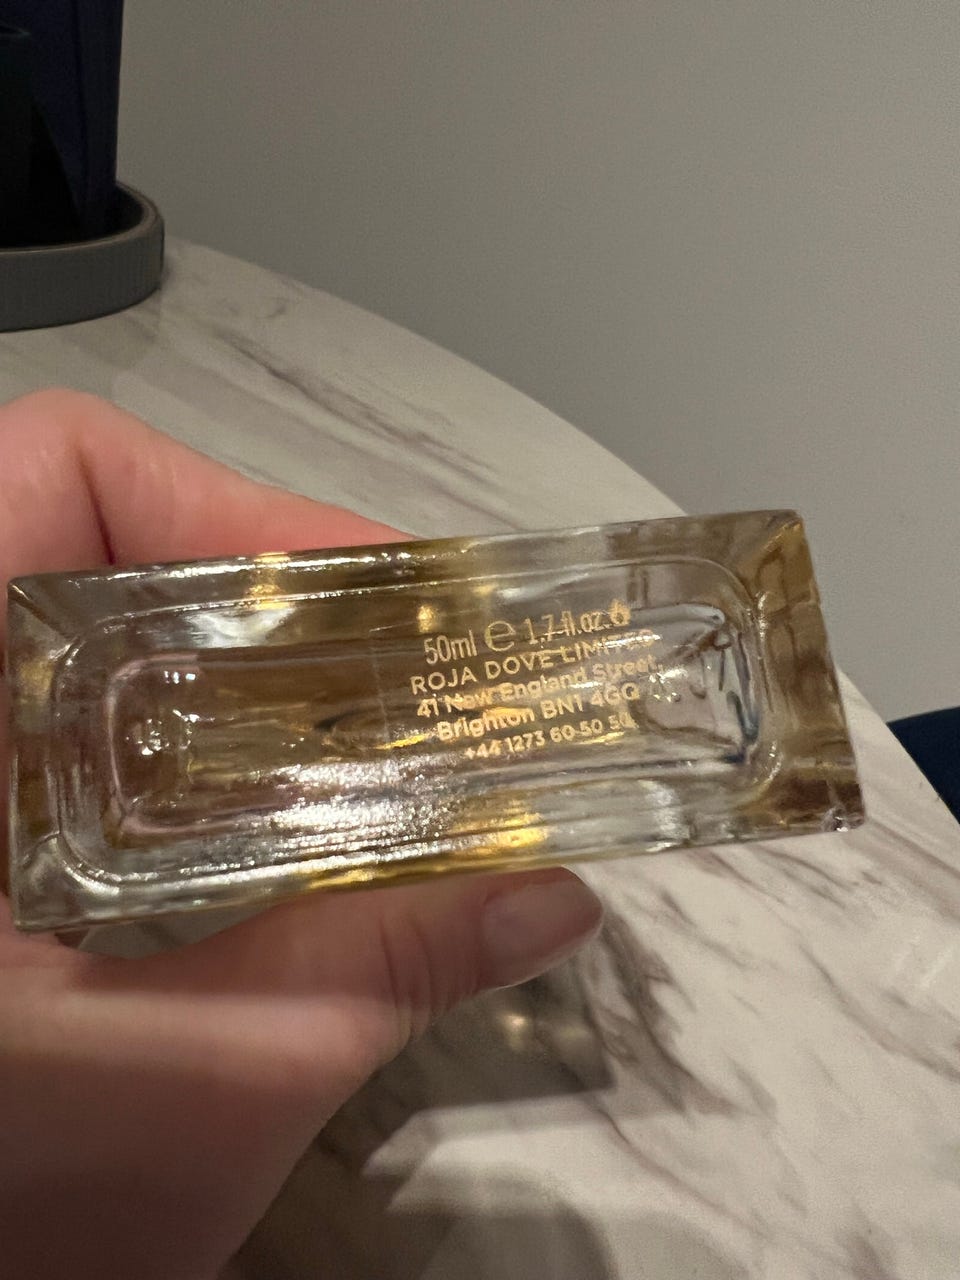 50ml ℮ 1.7 fl.oz.
ROJA DOVE LIMITED
41 New England Street,
Brighton BN1 4GQ
+44 1273 60 50 50